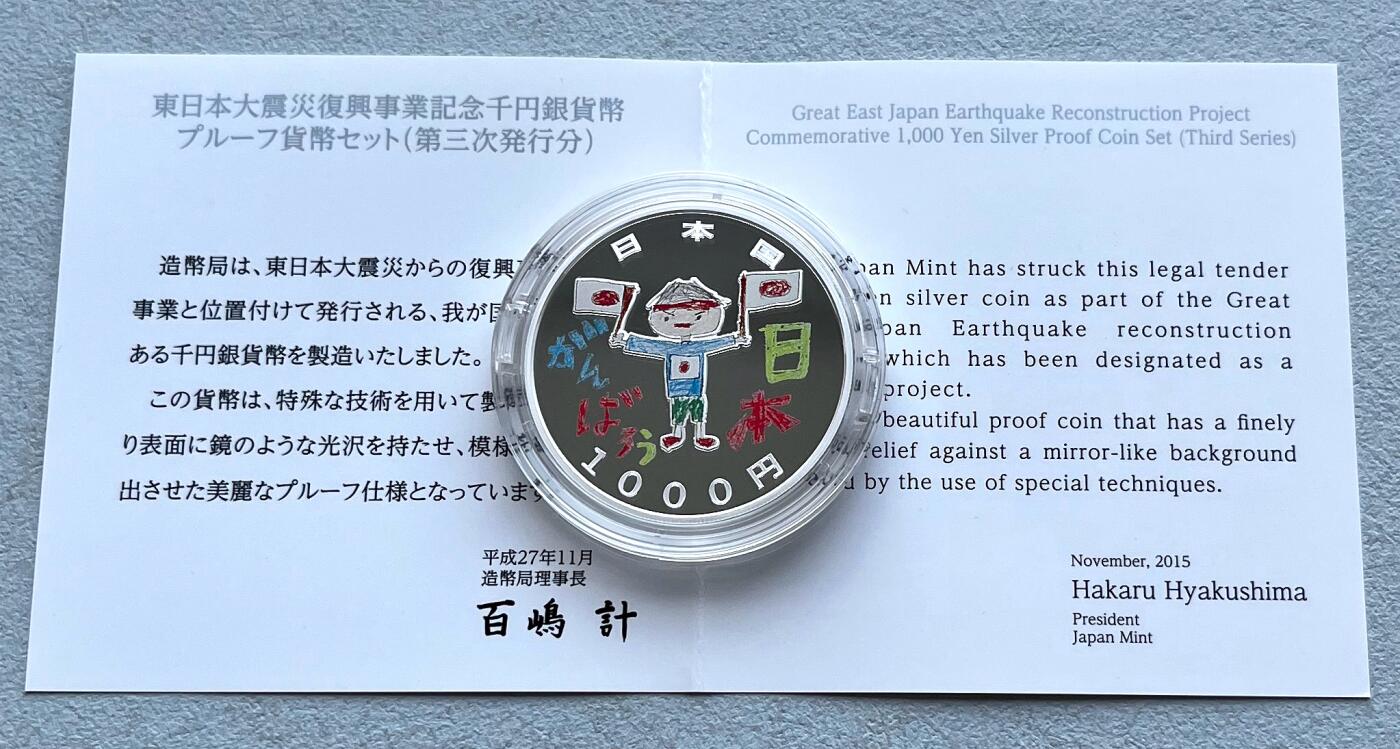 東日本大震災復興事業記念千円銀貨幣
プルーフ貨幣セット(第三次発行分)
造幣局は、東日本大震災からの復興
事業と位置付けて発行される、我が
ある千円銀貨幣を製造いたしました。
この貨幣は、特殊な技術を用いて製
り表面に鏡のような光沢を持たせ、模様
出させた美麗なプルーフ仕様となっていま
平成27年11月
造幣局理事長
百嶋 計
日本国
がんばろう
日本
1000円
Great East Japan Earthquake Reconstruction Project
Commemorative 1,000 Yen Silver Proof Coin Set (Third Series)
Mint has struck this legal tender
silver coin as part of the Great
Earthquake reconstruction
which has been designated as a
project.
beautiful proof coin that has a finely
relief against a mirror-like background
by the use of special techniques.
November, 2015
Hakaru Hyakushima
President
Japan Mint